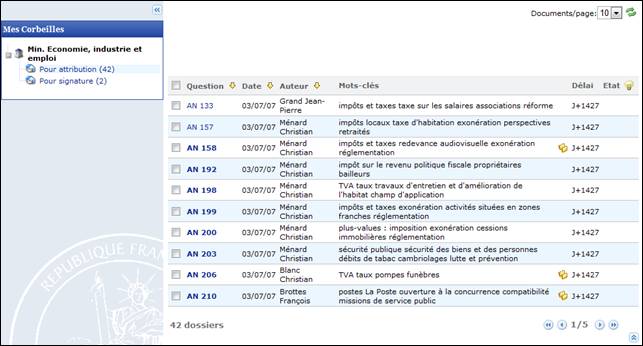 Documents/page: 10
Mes Corbeilles
Min. Economie, industrie et
emploi
Pour attribution (42)
Pour signature (2)
Question Date Auteur Mots-clés Délai Etat
AN 133 03/07/07 Grand Jean-Pierre impôts et taxes taxe sur les salaires associations réforme J+1427
AN 157 03/07/07 Ménard Christian impôts locaux taxe d'habitation exonération perspectives retraités J+1427
AN 158 03/07/07 Ménard Christian impôts et taxes redevance audiovisuelle exonération réglementation J+1427
AN 192 03/07/07 Ménard Christian impôt sur le revenu politique fiscale propriétaires bailleurs J+1427
AN 198 03/07/07 Ménard Christian TVA taux travaux d'entretien et d'amélioration de l'habitat champ d'application J+1427
AN 199 03/07/07 Ménard Christian impôts et taxes exonération activités situées en zones franches réglementation J+1427
AN 200 03/07/07 Ménard Christian plus-values : imposition exonération cessions immobilières réglementation J+1427
AN 203 03/07/07 Ménard Christian sécurité publique sécurité des biens et des personnes débits de tabac cambriolages lutte et prévention J+1427
AN 206 03/07/07 Blanc Christian TVA taux pompes funèbres J+1427
AN 210 03/07/07 Brottes François postes La Poste ouverture à la concurrence compatibilité missions de service public J+1427
42 dossiers 1/5
REPUBLIQUE FRAN